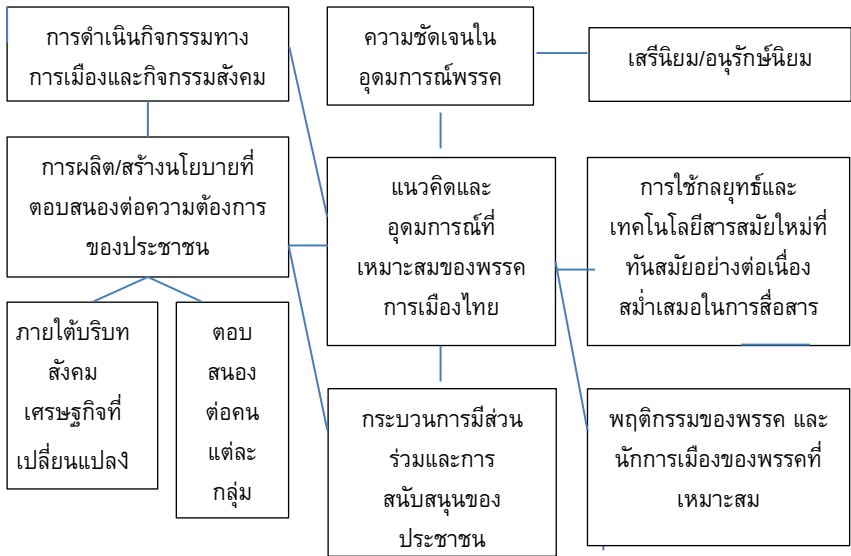 การดำเนินกิจกรรมทาง
การเมืองและกิจกรรมสังคม
ความชัดเจนใน
อุดมการณ์พรรค
เสรีนิยม/อนุรักษ์นิยม
การผลิต/สร้างนโยบายที่
ตอบสนองต่อความต้องการ
ของประชาชน
แนวคิดและ
อุดมการณ์ที่
เหมาะสมของพรรค
การเมืองไทย
การใช้กลยุทธ์และ
เทคโนโลยีสารสมัยใหม่ที่
ทันสมัยอย่างต่อเนื่อง
สม่ำเสมอในการสื่อสาร
ภายใต้บริบท
สังคม
เศรษฐกิจที่
เปลี่ยนแปลง
ตอบ
สนอง
ต่อคน
แต่ละ
กลุ่ม
กระบวนการมีส่วน
ร่วมและการ
สนับสนุนของ
ประชาชน
พฤติกรรมของพรรค และ
นักการเมืองของพรรคที่
เหมาะสม